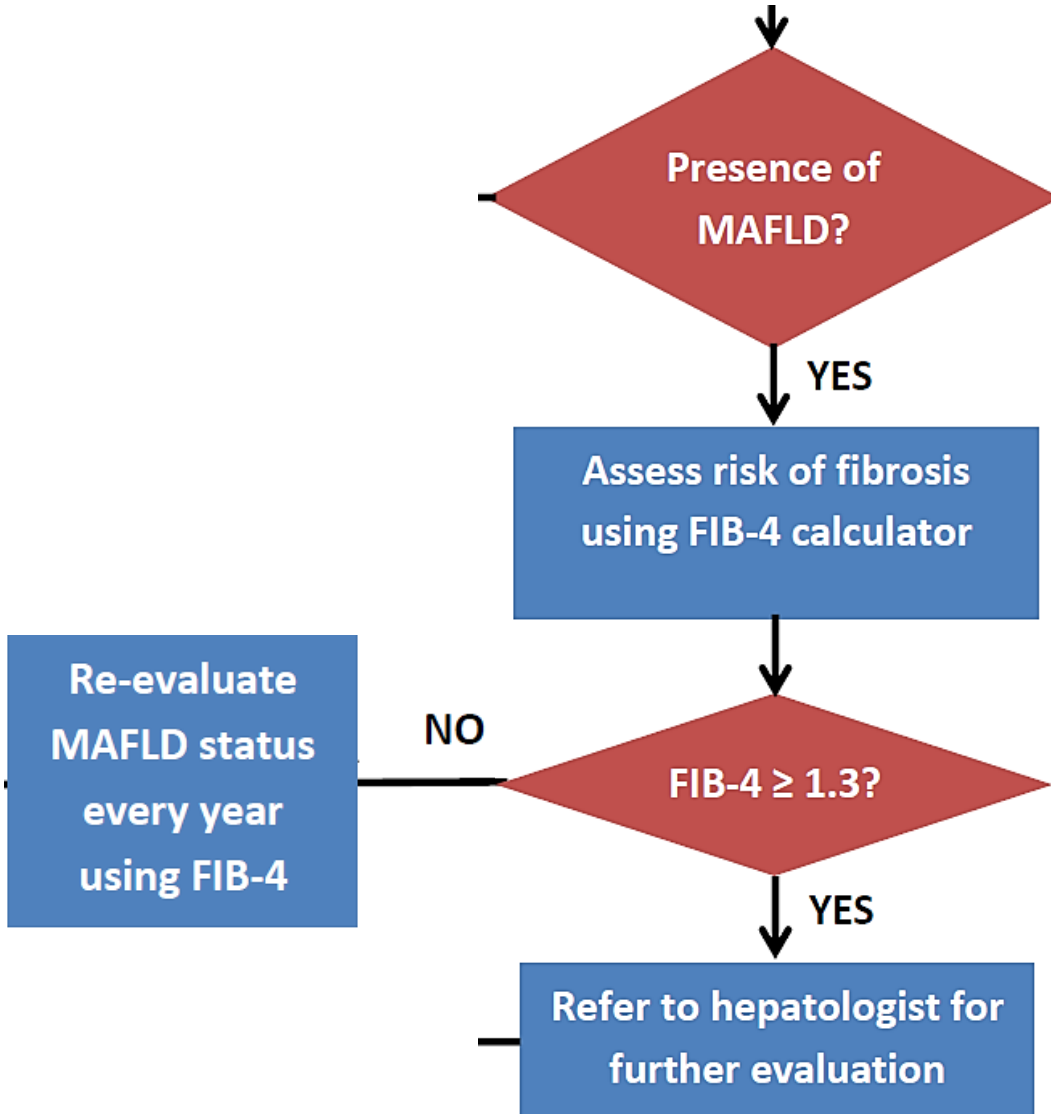 Presence of
MAFLD?
YES
Assess risk of fibrosis
using FIB-4 calculator
Re-evaluate
MAFLD status
every year
using FIB-4
NO
FIB-4 ≥ 1.3?
YES
Refer to hepatologist for
further evaluation